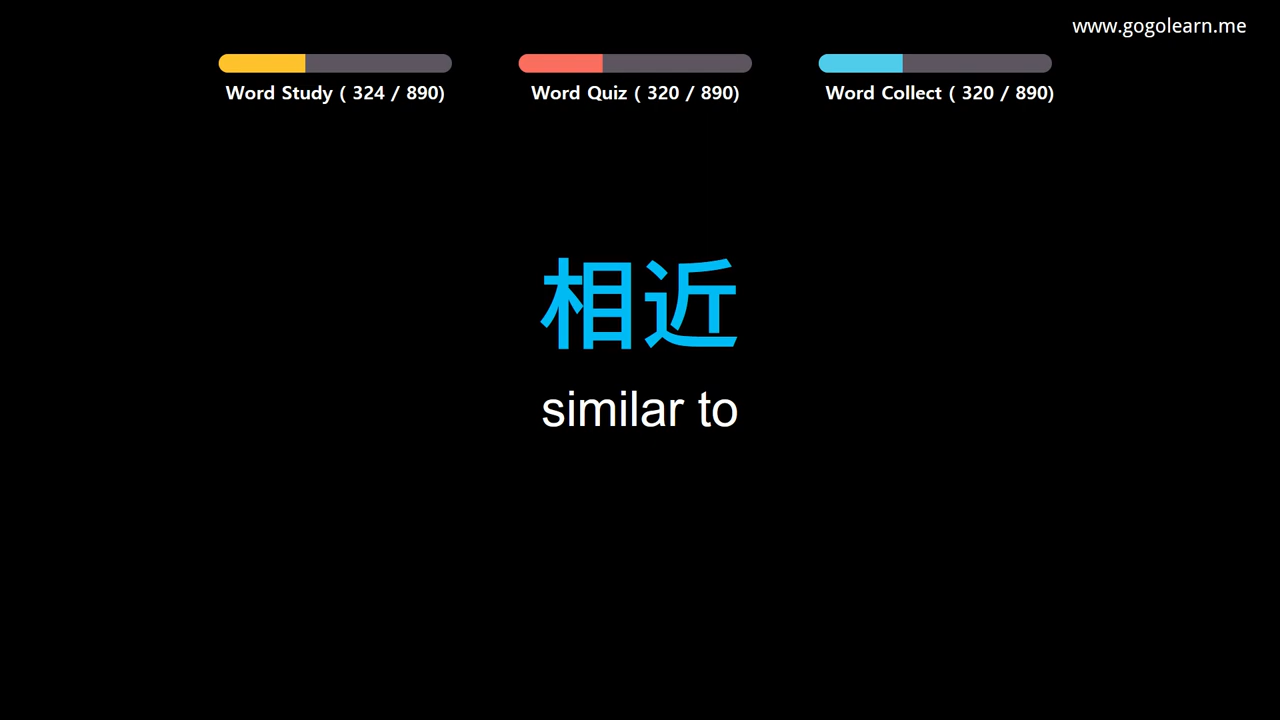 www.gogolearn.me
Word Study ( 324 / 890)
Word Quiz ( 320 / 890)
Word Collect ( 320 / 890)
相近
similar to